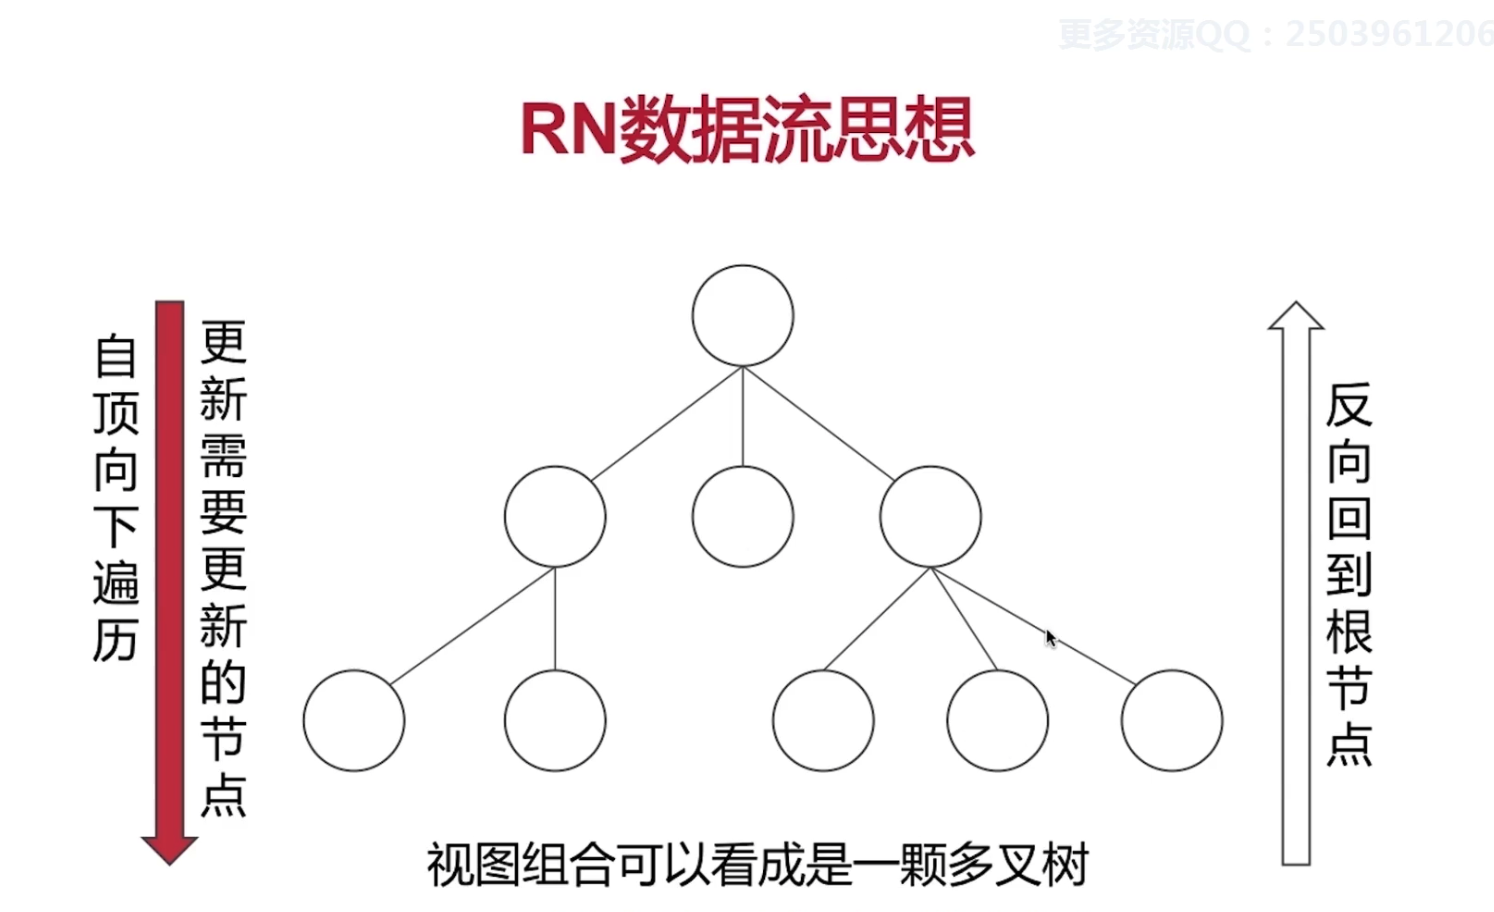 更多资源QQ：2503961206
RN数据流思想
自顶向下遍历
更新需要更新的节点
反向回到根节点
视图组合可以看成是一颗多叉树